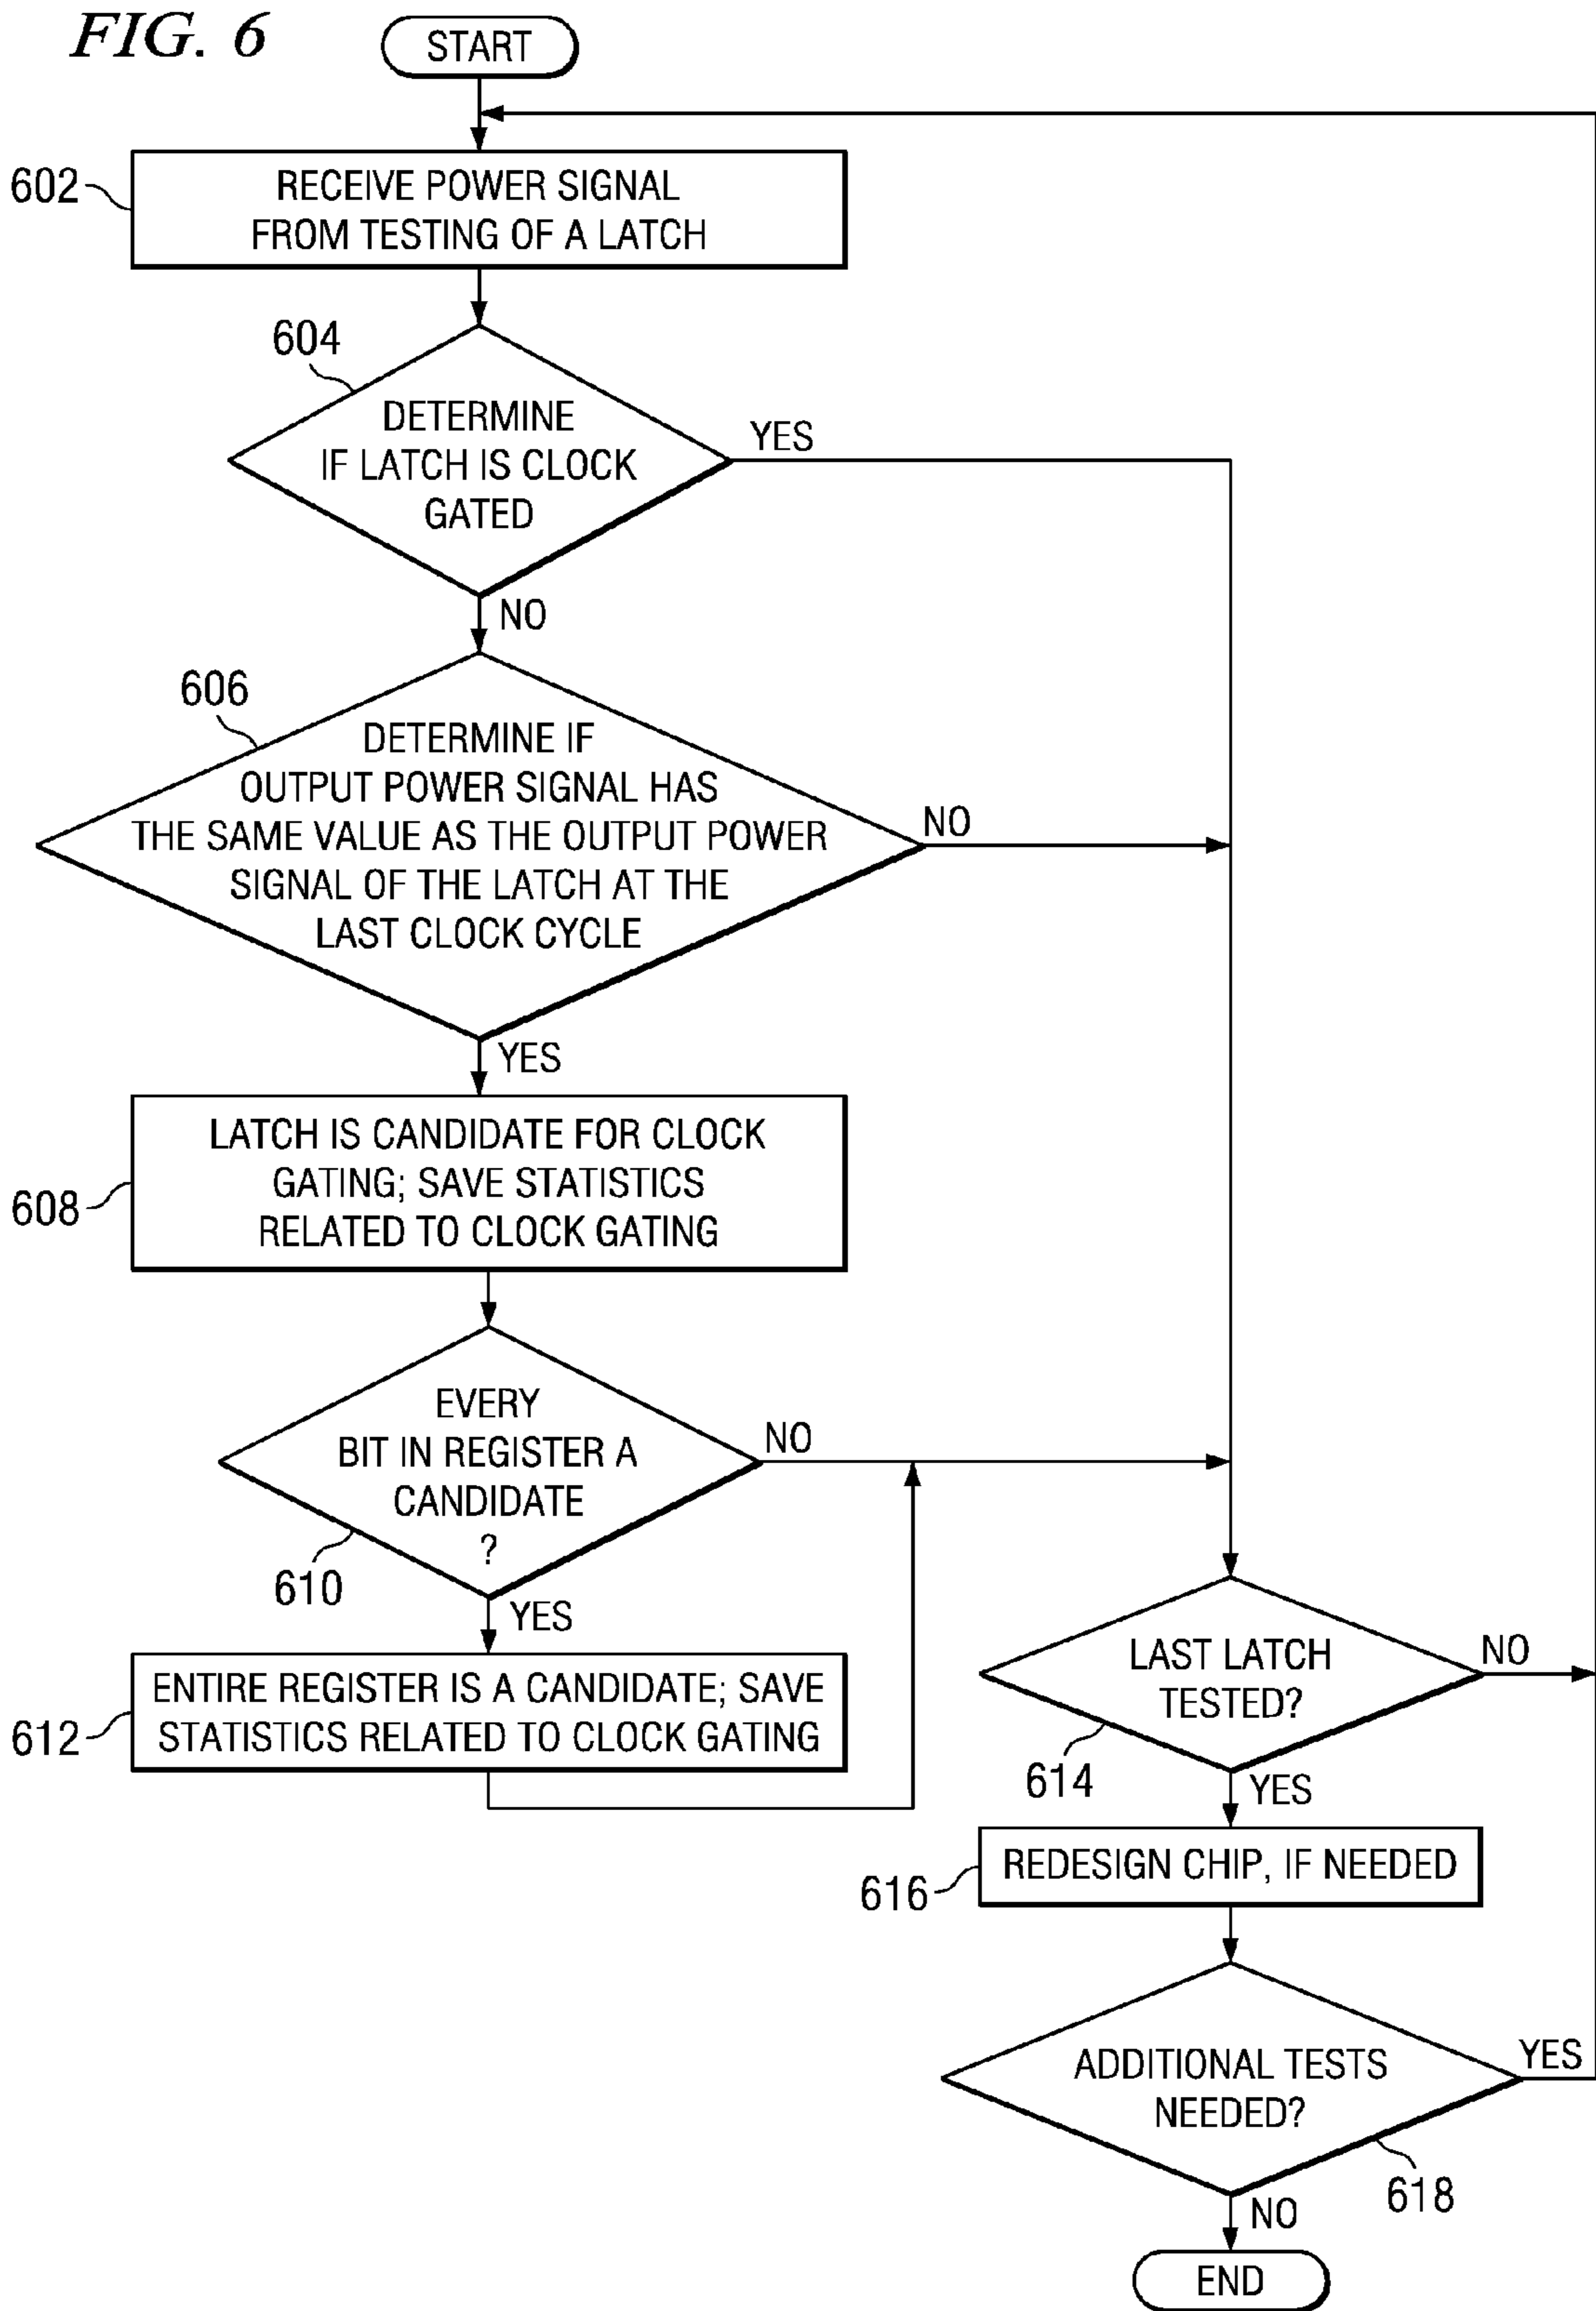 FIG. 6
START
602
RECEIVE POWER SIGNAL
FROM TESTING OF A LATCH
604
DETERMINE
IF LATCH IS CLOCK
GATED
YES
NO
606
DETERMINE IF
OUTPUT POWER SIGNAL HAS
THE SAME VALUE AS THE OUTPUT POWER
SIGNAL OF THE LATCH AT THE
LAST CLOCK CYCLE
NO
YES
608
LATCH IS CANDIDATE FOR CLOCK
GATING; SAVE STATISTICS
RELATED TO CLOCK GATING
EVERY
BIT IN REGISTER A
CANDIDATE
?
NO
610
YES
612
ENTIRE REGISTER IS A CANDIDATE; SAVE
STATISTICS RELATED TO CLOCK GATING
LAST LATCH
TESTED?
NO
614
YES
616
REDESIGN CHIP, IF NEEDED
ADDITIONAL TESTS
NEEDED?
YES
618
NO
END